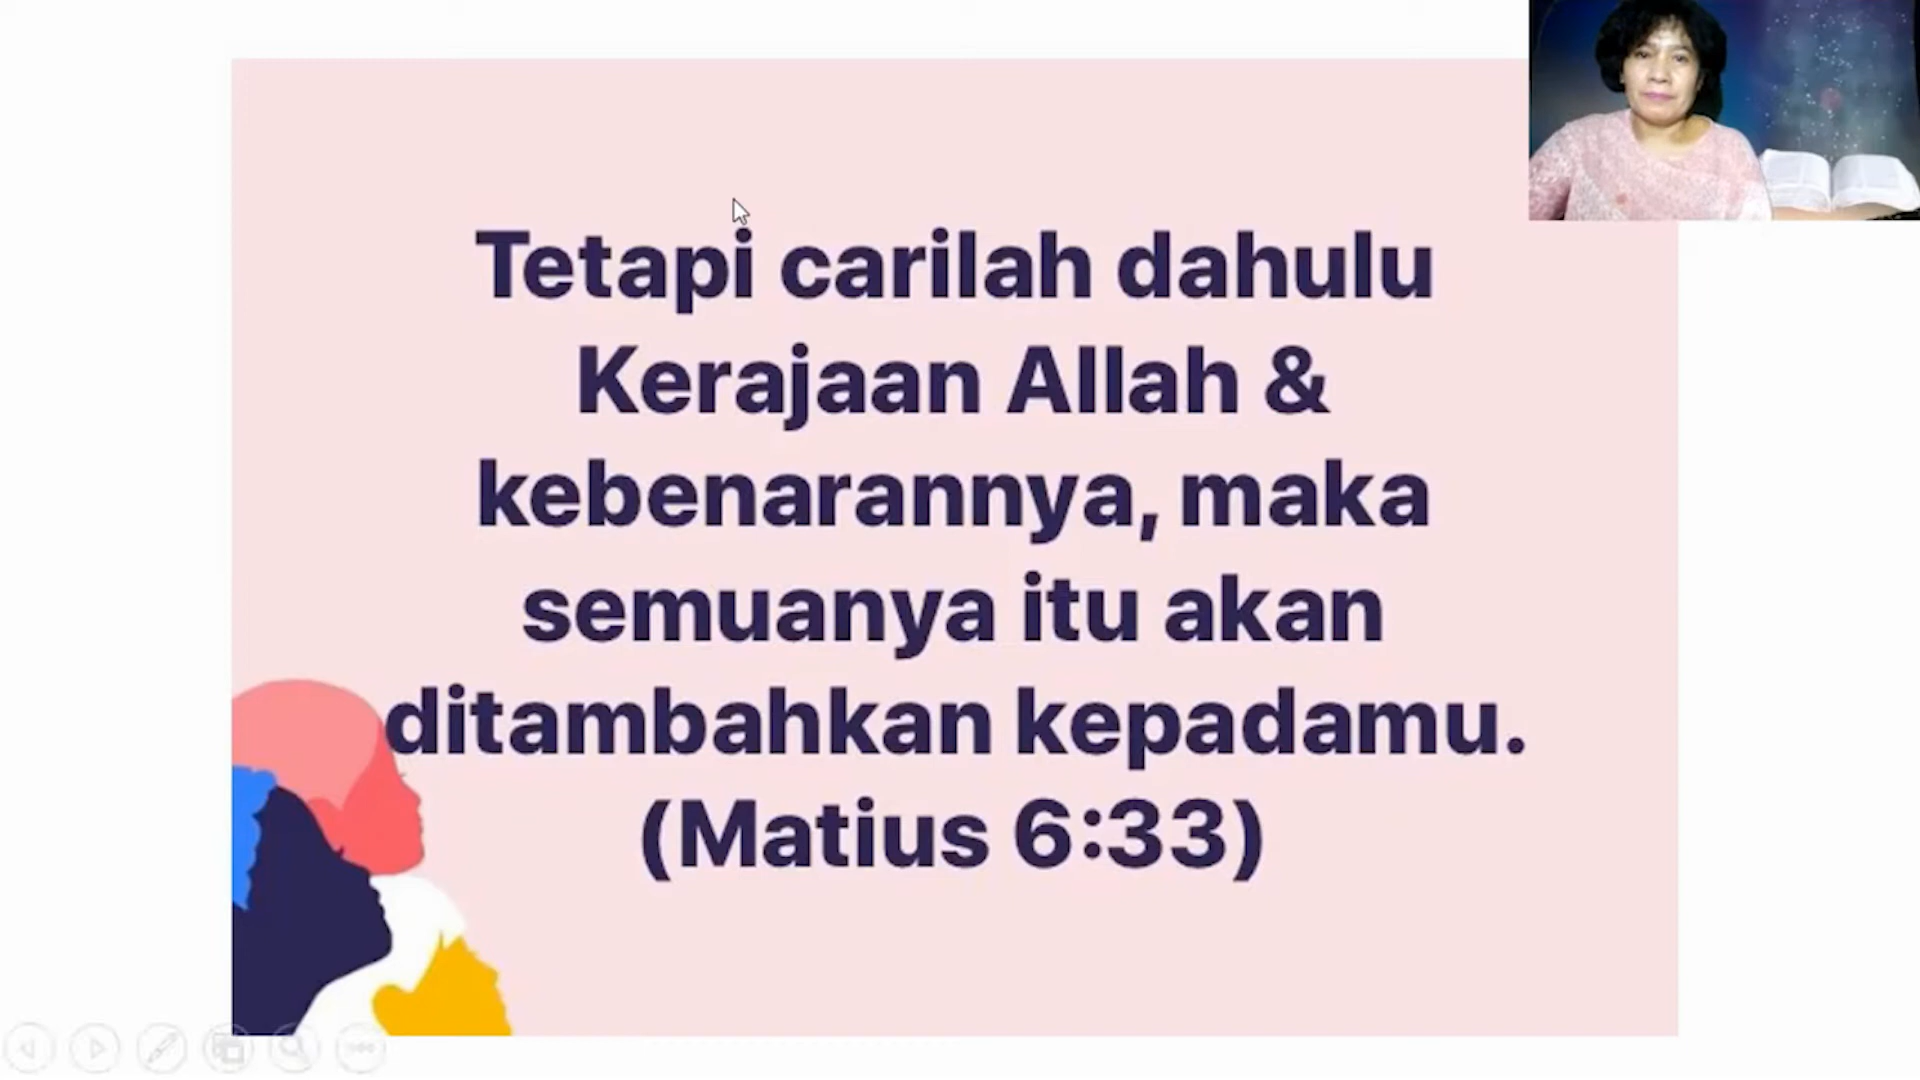 Tetapi carilah dahulu
Kerajaan Allah &
kebenarannya, maka
semuanya itu akan
ditambahkan kepadamu.
(Matius 6:33)